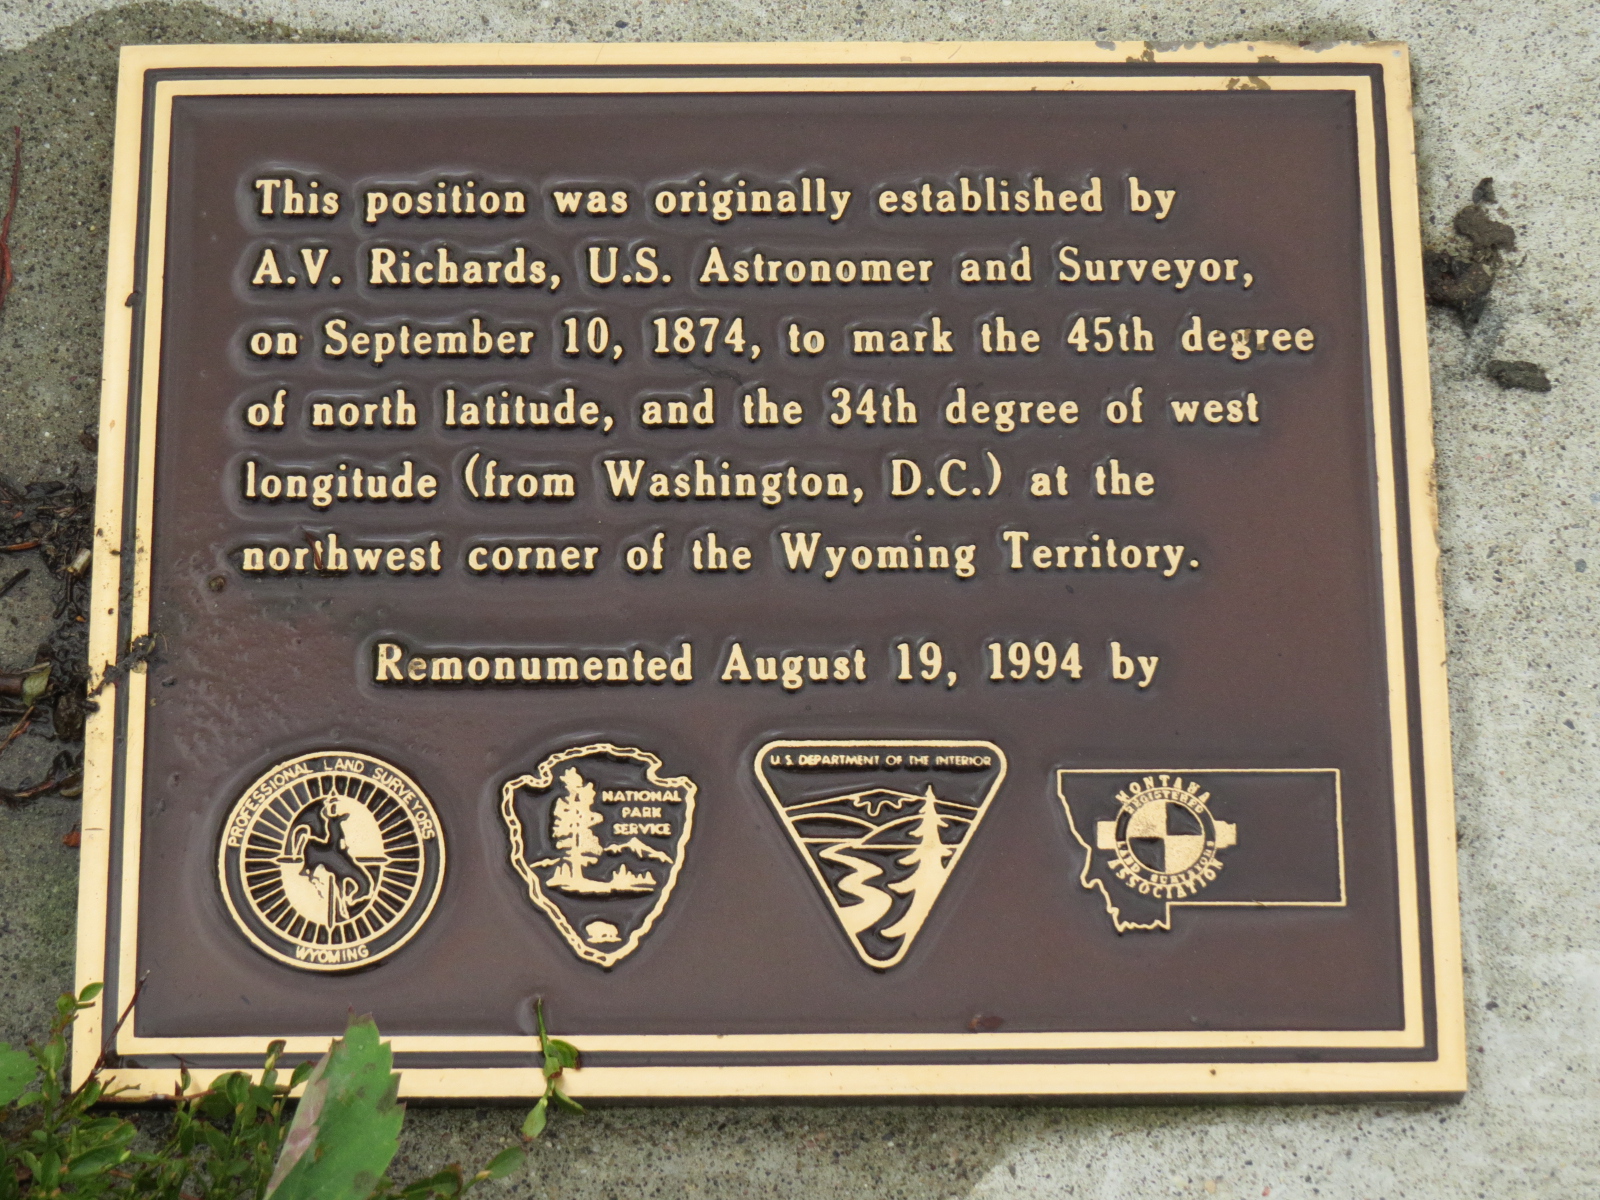 This position was originally established by
A.V. Richards, U.S. Astronomer and Surveyor,
on September 10, 1874, to mark the 45th degree
of north latitude, and the 34th degree of west
longitude (from Washington, D.C.) at the
northwest corner of the Wyoming Territory.
Remonumented August 19, 1994 by
PROFESSIONAL LAND SURVEYORS
WYOMING
NATIONAL
PARK
SERVICE
U.S. DEPARTMENT OF THE INTERIOR
MONTANA
REGISTERED
LAND SURVEYORS
ASSOCIATION